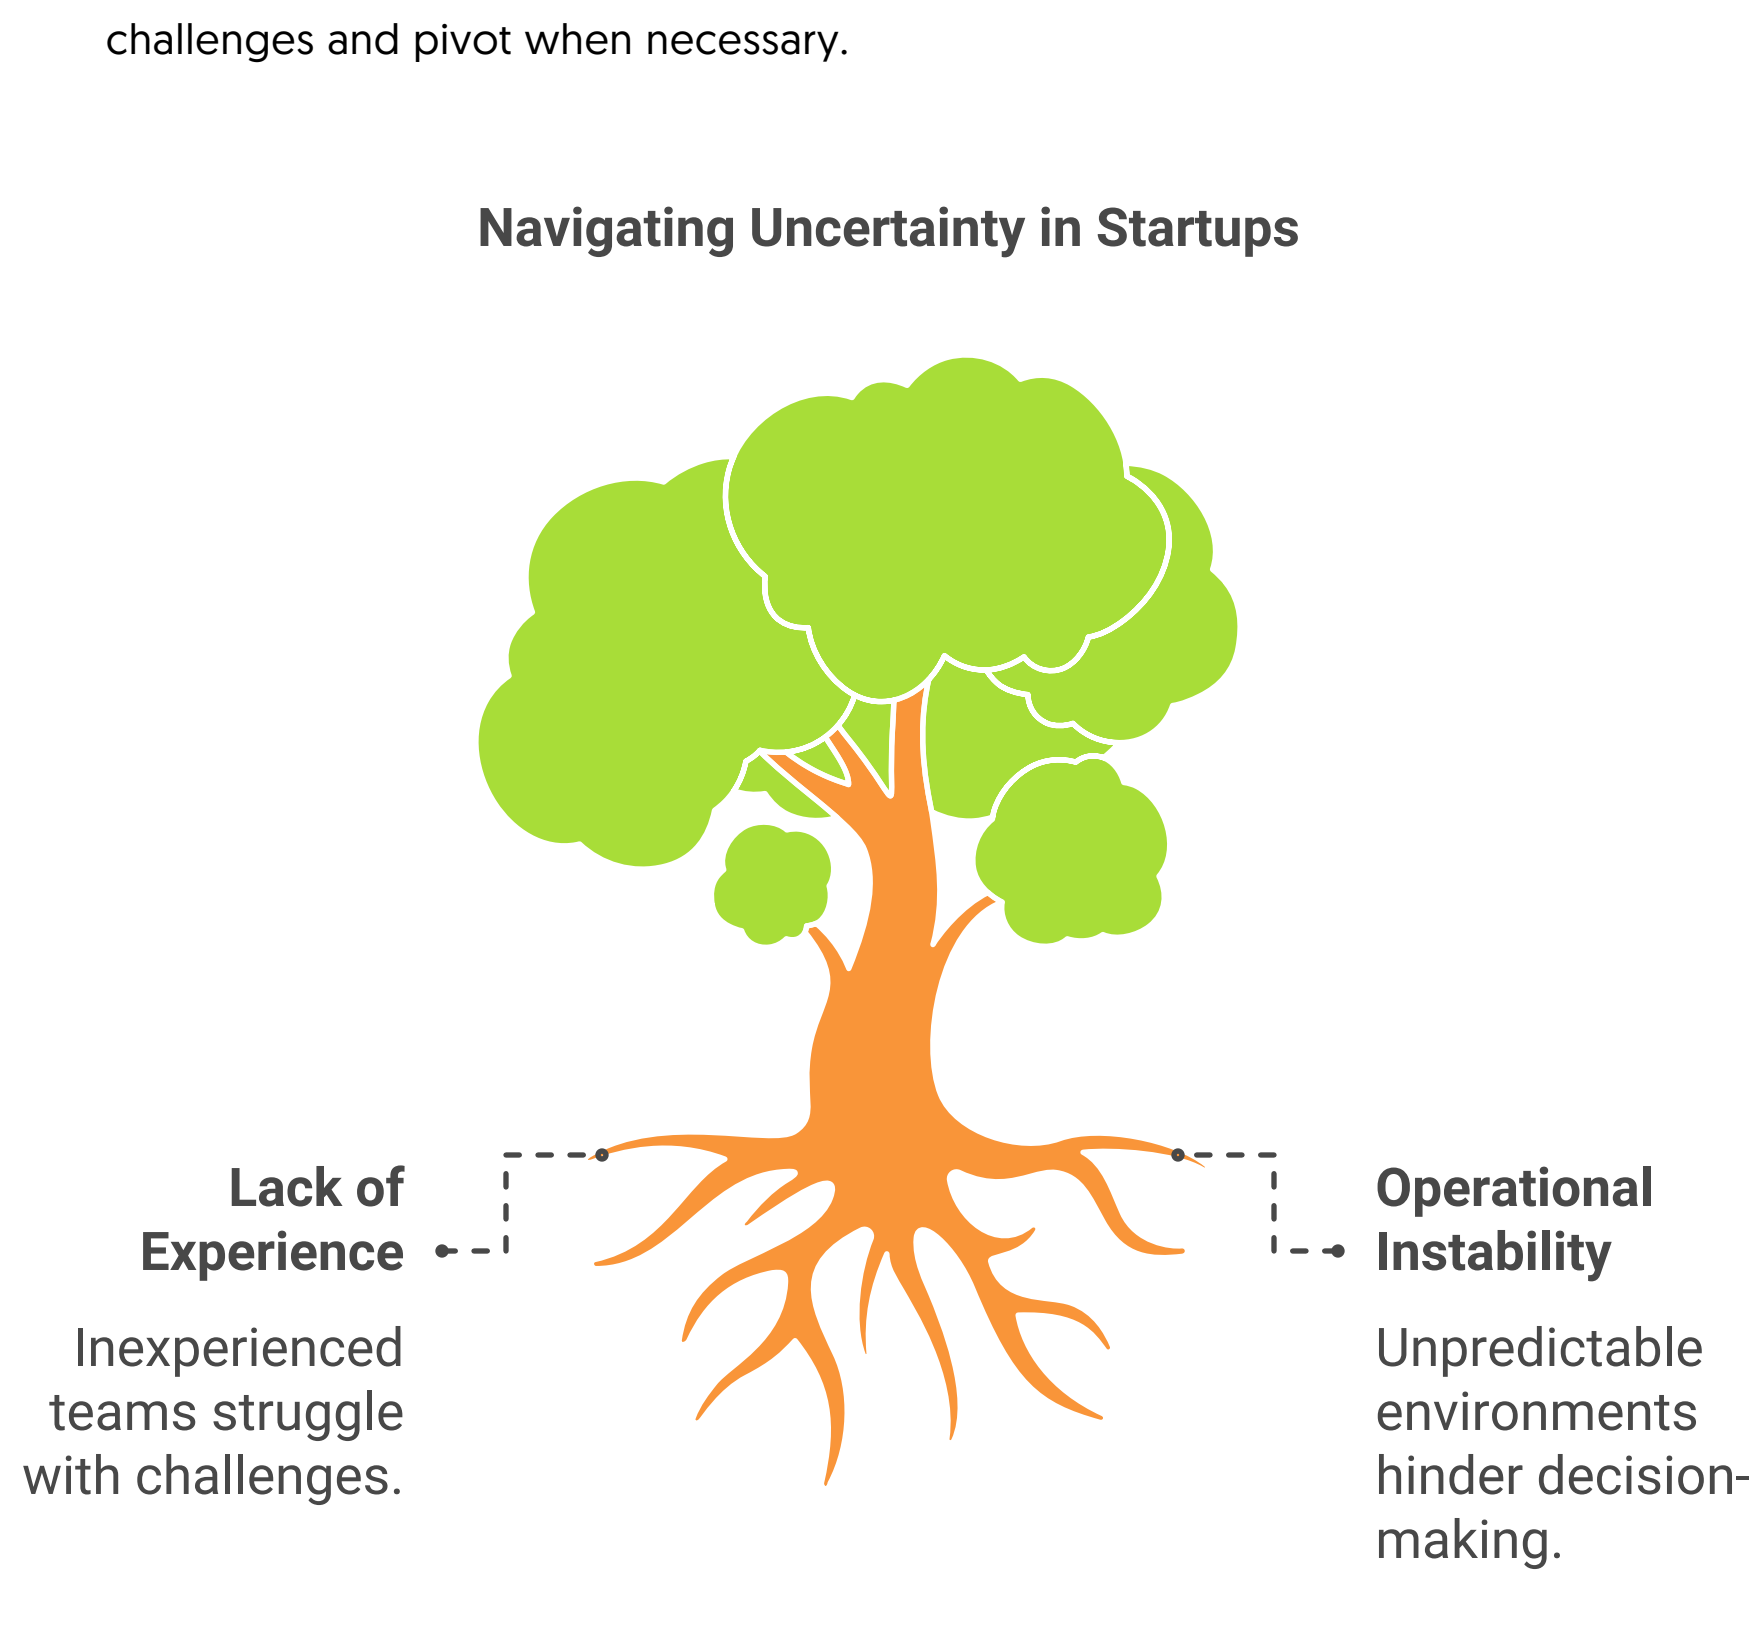 challenges and pivot when necessary.
Navigating Uncertainty in Startups
Lack of
Experience
Inexperienced
teams struggle
with challenges.
Operational
Instability
Unpredictable
environments
hinder decision-
making.